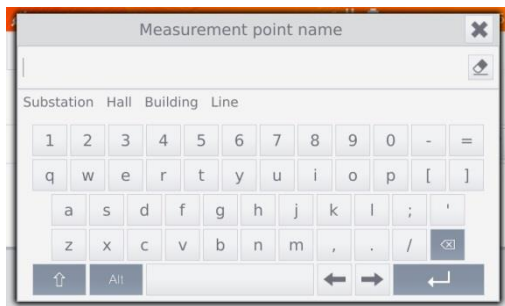 Measurement point name
Substation Hall Building Line
1 2 3 4 5 6 7 8 9 0 - =
q w e r t y u i o p [ ]
a s d f g h j k l ; '
z x c v b n m , . /
Alt